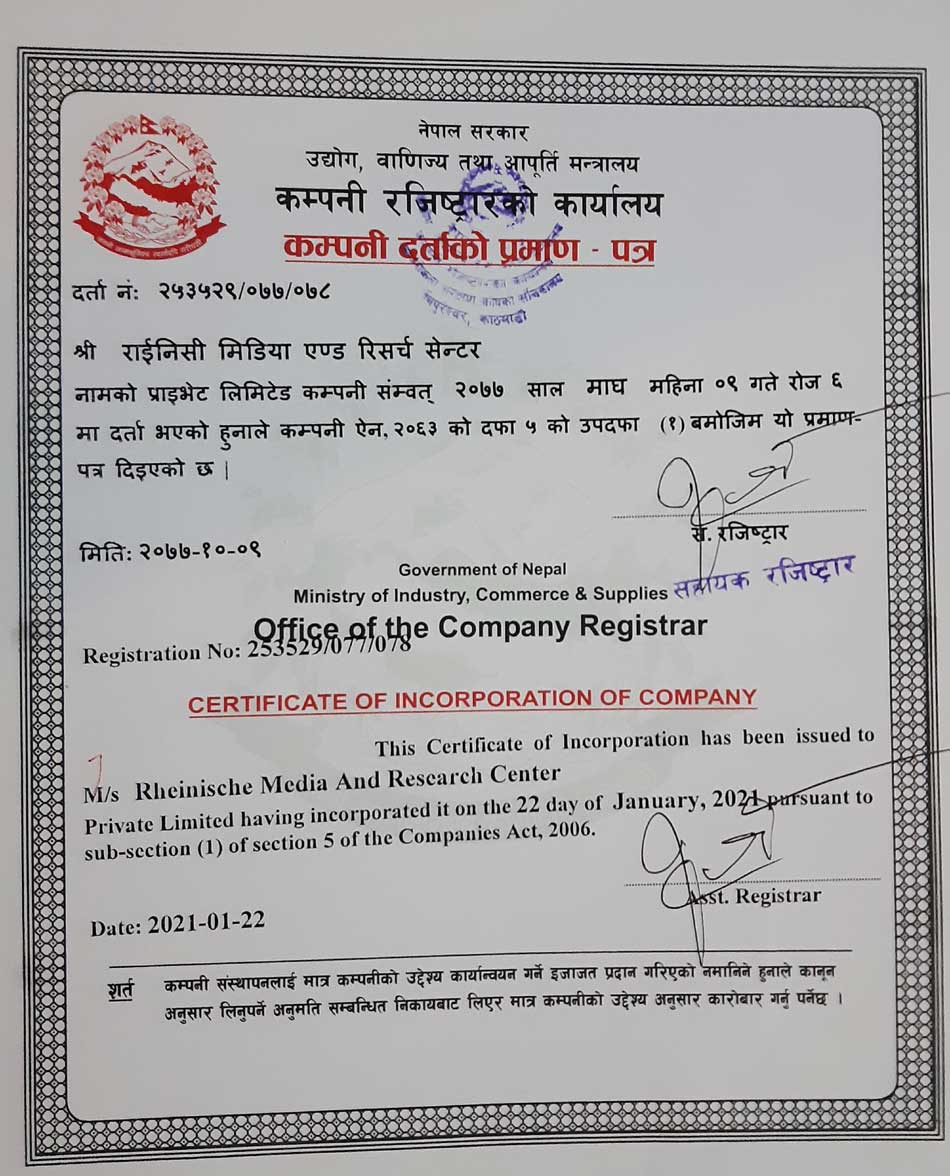 नेपाल सरकार
उद्योग, वाणिज्य तथा आपूर्ति मन्त्रालय
कम्पनी रजिष्ट्रारको कार्यालय
कम्पनी दर्ताको प्रमाण - पत्र
दर्ता नं: २५३५२९/०७७/०७८
काठमाडौं
श्री राईनिसी मिडिया एण्ड रिसर्च सेन्टर
नामको प्राइभेट लिमिटेड कम्पनी संम्वत् २०७७ साल माघ महिना ०९ गते रोज ६
मा दर्ता भएको हुनाले कम्पनी ऐन, २०६३ को दफा ५ को उपदफा (१) बमोजिम यो प्रमाण-
पत्र दिइएको छ |
स. रजिष्ट्रार
मिति: २०७७-१०-०९
सहायक रजिष्ट्रार
Government of Nepal
Ministry of Industry, Commerce & Supplies
Office of the Company Registrar
Registration No: 253529/077/078
CERTIFICATE OF INCORPORATION OF COMPANY
This Certificate of Incorporation has been issued to
M/s Rheinische Media And Research Center
Private Limited having incorporated it on the 22 day of January, 2021 pursuant to
sub-section (1) of section 5 of the Companies Act, 2006.
Asst. Registrar
Date: 2021-01-22
शर्त कम्पनी संस्थापनलाई मात्र कम्पनीको उद्देश्य कार्यान्वयन गर्ने इजाजत प्रदान गरिएको नमानिने हुनाले कानून
अनुसार लिनुपर्ने अनुमति सम्बन्धित निकायबाट लिएर मात्र कम्पनीको उद्देश्य अनुसार कारोबार गर्नु पर्नेछ ।